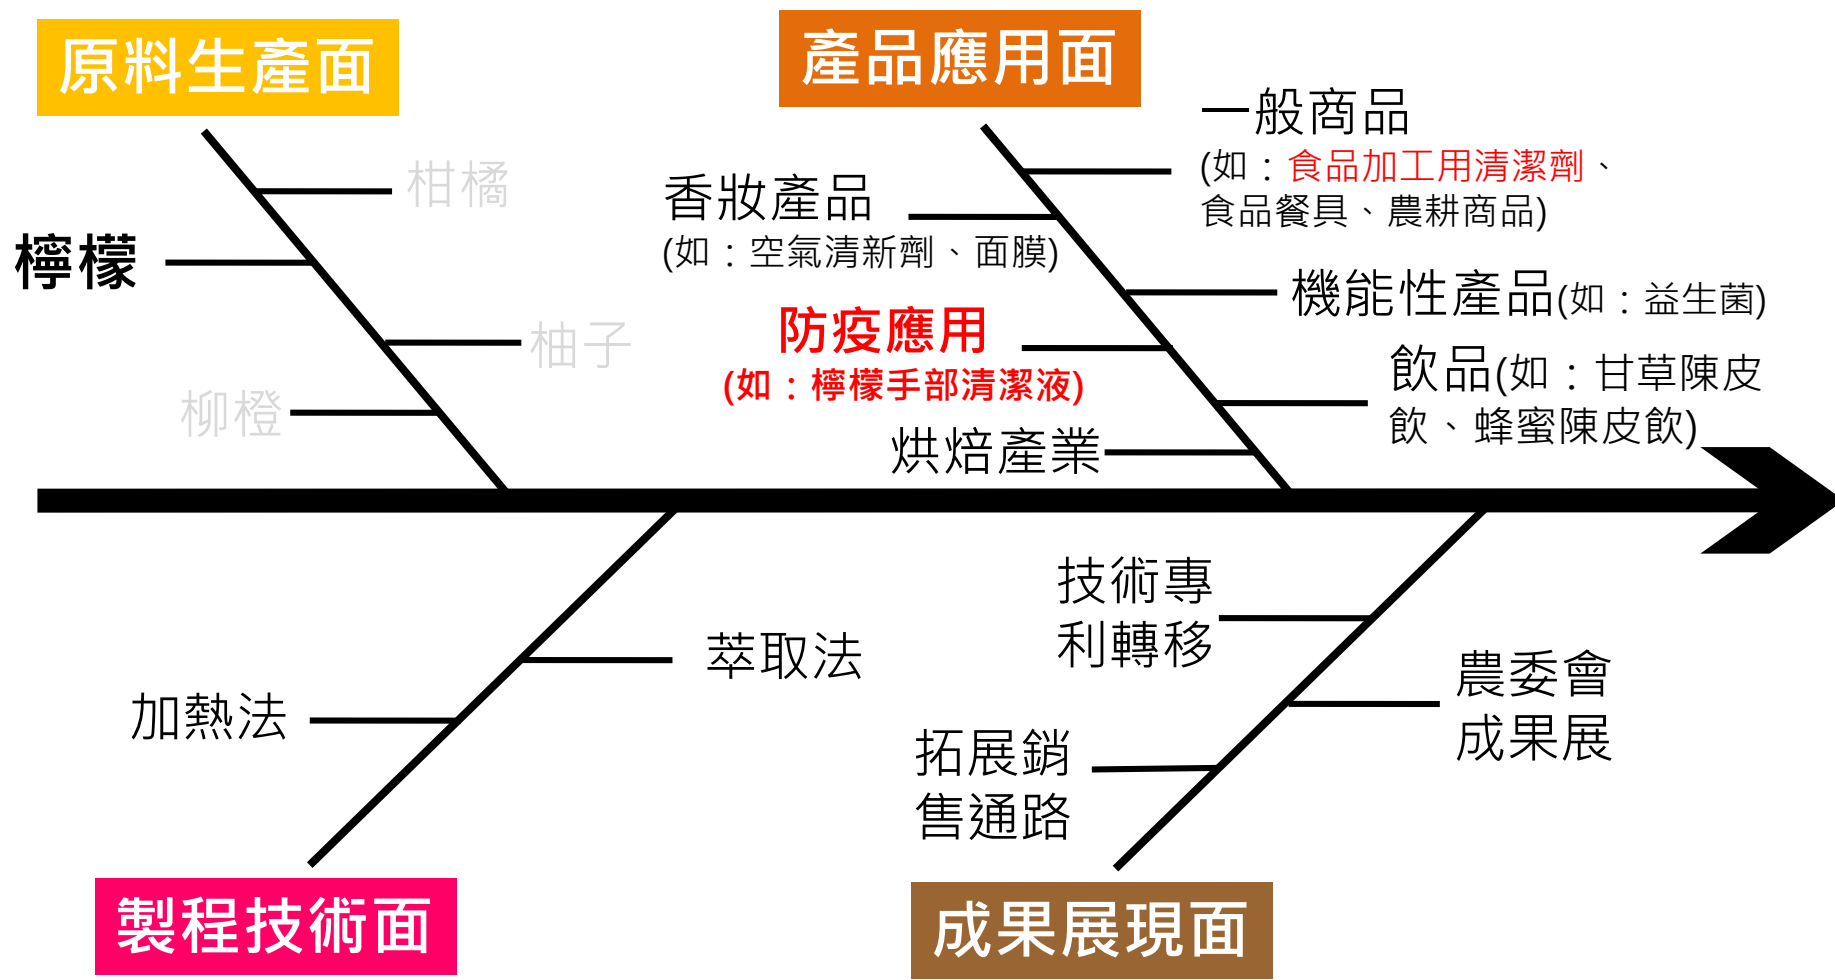 原料生產面
柑橘
檸檬
柚子
柳橙
產品應用面
一般商品
(如：食品加工用清潔劑、
食品餐具、農耕商品)
香妝產品
(如：空氣清新劑、面膜)
機能性產品(如：益生菌)
防疫應用
(如：檸檬手部清潔液)
飲品(如：甘草陳皮
飲、蜂蜜陳皮飲)
烘焙產業
萃取法
加熱法
製程技術面
技術專
利轉移
農委會
成果展
拓展銷
售通路
成果展現面